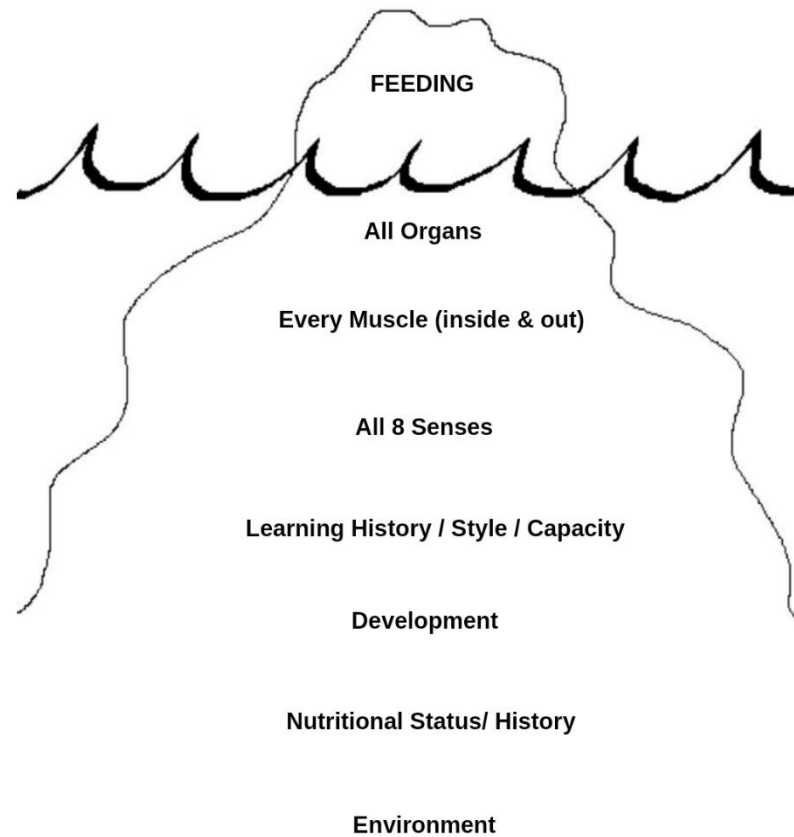 FEEDING
All Organs
Every Muscle (inside & out)
All 8 Senses
Learning History / Style / Capacity
Development
Nutritional Status/ History
Environment